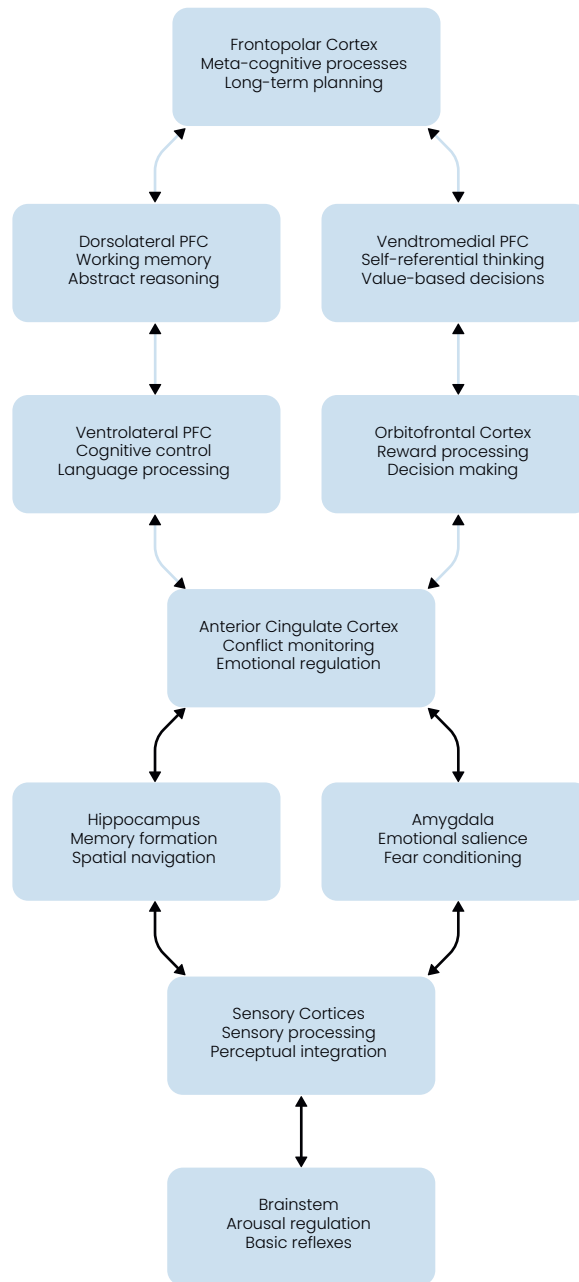 Frontopolar Cortex
Meta-cognitive processes
Long-term planning
Dorsolateral PFC
Working memory
Abstract reasoning
Vendtromedial PFC
Self-referential thinking
Value-based decisions
Ventrolateral PFC
Cognitive control
Language processing
Orbitofrontal Cortex
Reward processing
Decision making
Anterior Cingulate Cortex
Conflict monitoring
Emotional regulation
Hippocampus
Memory formation
Spatial navigation
Amygdala
Emotional salience
Fear conditioning
Sensory Cortices
Sensory processing
Perceptual integration
Brainstem
Arousal regulation
Basic reflexes